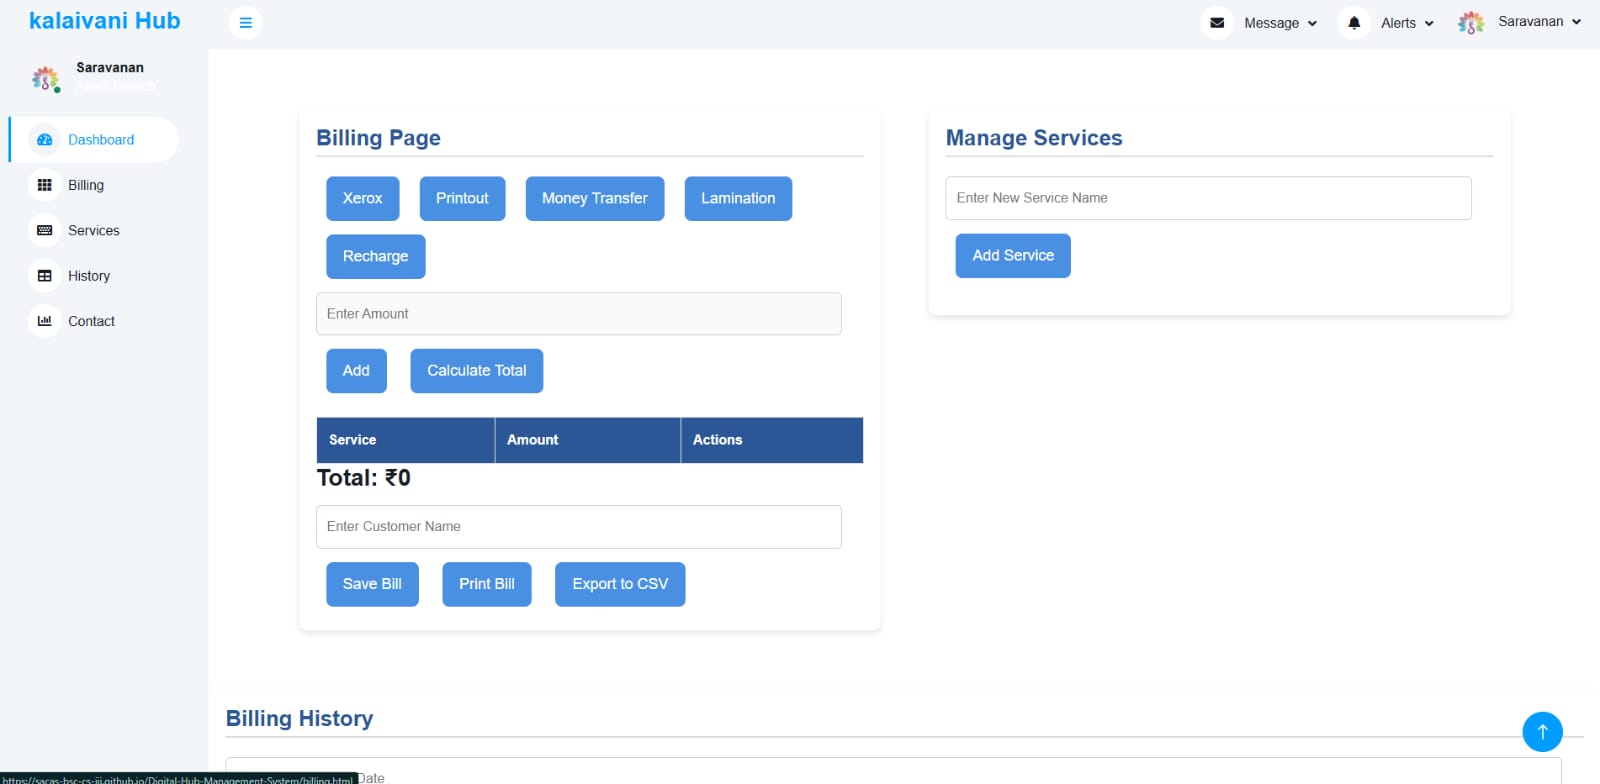 kalaivani Hub
Message
Alerts
Saravanan
Saravanan
Avadi Branch
Dashboard
Billing
Services
History
Contact
Billing Page
Xerox
Printout
Money Transfer
Lamination
Recharge
Enter Amount
Add
Calculate Total
Service
Amount
Actions
Total: ₹0
Enter Customer Name
Save Bill
Print Bill
Export to CSV
Manage Services
Enter New Service Name
Add Service
Billing History
Date
https://sacas-bsc-cs-iii.github.io/Digital-Hub-Management-System/billing.html